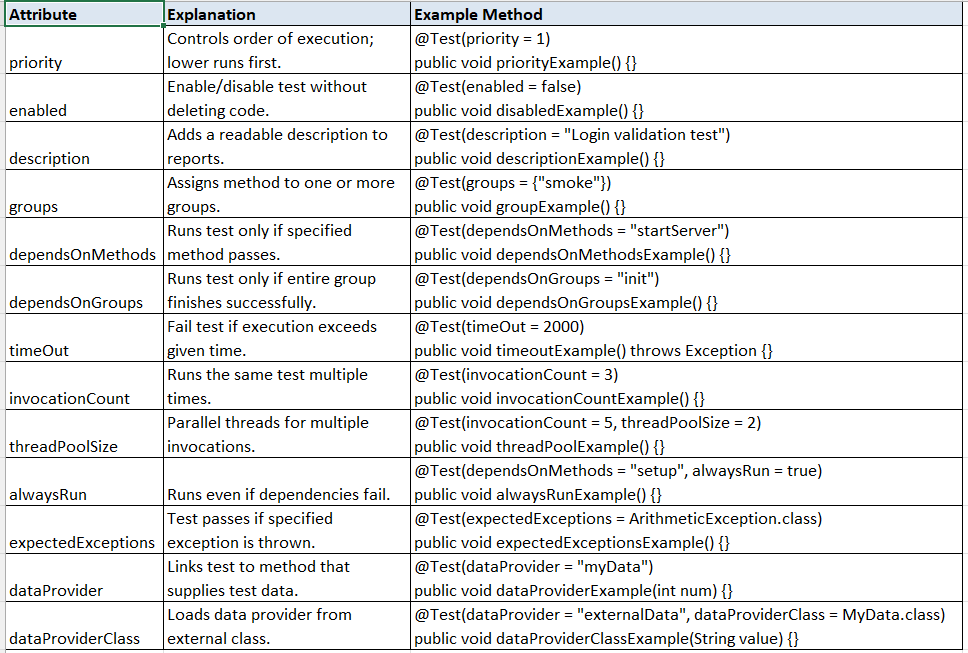 Attribute Explanation Example Method
priority Controls order of execution; lower runs first. @Test(priority = 1)
public void priorityExample() {}
enabled Enable/disable test without deleting code. @Test(enabled = false)
public void disabledExample() {}
description Adds a readable description to reports. @Test(description = "Login validation test")
public void descriptionExample() {}
groups Assigns method to one or more groups. @Test(groups = {"smoke"})
public void groupExample() {}
dependsOnMethods Runs test only if specified method passes. @Test(dependsOnMethods = "startServer")
public void dependsOnMethodsExample() {}
dependsOnGroups Runs test only if entire group finishes successfully. @Test(dependsOnGroups = "init")
public void dependsOnGroupsExample() {}
timeOut Fail test if execution exceeds given time. @Test(timeOut = 2000)
public void timeoutExample() throws Exception {}
invocationCount Runs the same test multiple times. @Test(invocationCount = 3)
public void invocationCountExample() {}
threadPoolSize Parallel threads for multiple invocations. @Test(invocationCount = 5, threadPoolSize = 2)
public void threadPoolExample() {}
alwaysRun Runs even if dependencies fail. @Test(dependsOnMethods = "setup", alwaysRun = true)
public void alwaysRunExample() {}
expectedExceptions Test passes if specified exception is thrown. @Test(expectedExceptions = ArithmeticException.class)
public void expectedExceptionsExample() {}
dataProvider Links test to method that supplies test data. @Test(dataProvider = "myData")
public void dataProviderExample(int num) {}
dataProviderClass Loads data provider from external class. @Test(dataProvider = "externalData", dataProviderClass = MyData.class)
public void dataProviderClassExample(String value) {}